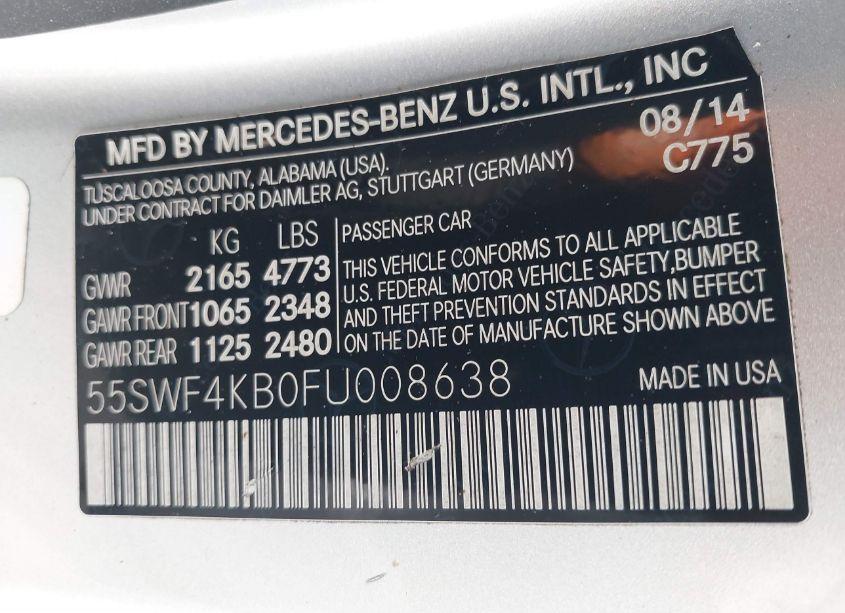 MFD BY MERCEDES-BENZ U.S. INTL., INC
08/14
C775
TUSCALOOSA COUNTY, ALABAMA (USA).
UNDER CONTRACT FOR DAIMLER AG, STUTTGART (GERMANY)
KG LBS
GVWR 2165 4773
GAWR FRONT 1065 2348
GAWR REAR 1125 2480
PASSENGER CAR
THIS VEHICLE CONFORMS TO ALL APPLICABLE
U.S. FEDERAL MOTOR VEHICLE SAFETY, BUMPER
AND THEFT PREVENTION STANDARDS IN EFFECT
ON THE DATE OF MANUFACTURE SHOWN ABOVE
55SWF4KB0FU008638
MADE IN USA